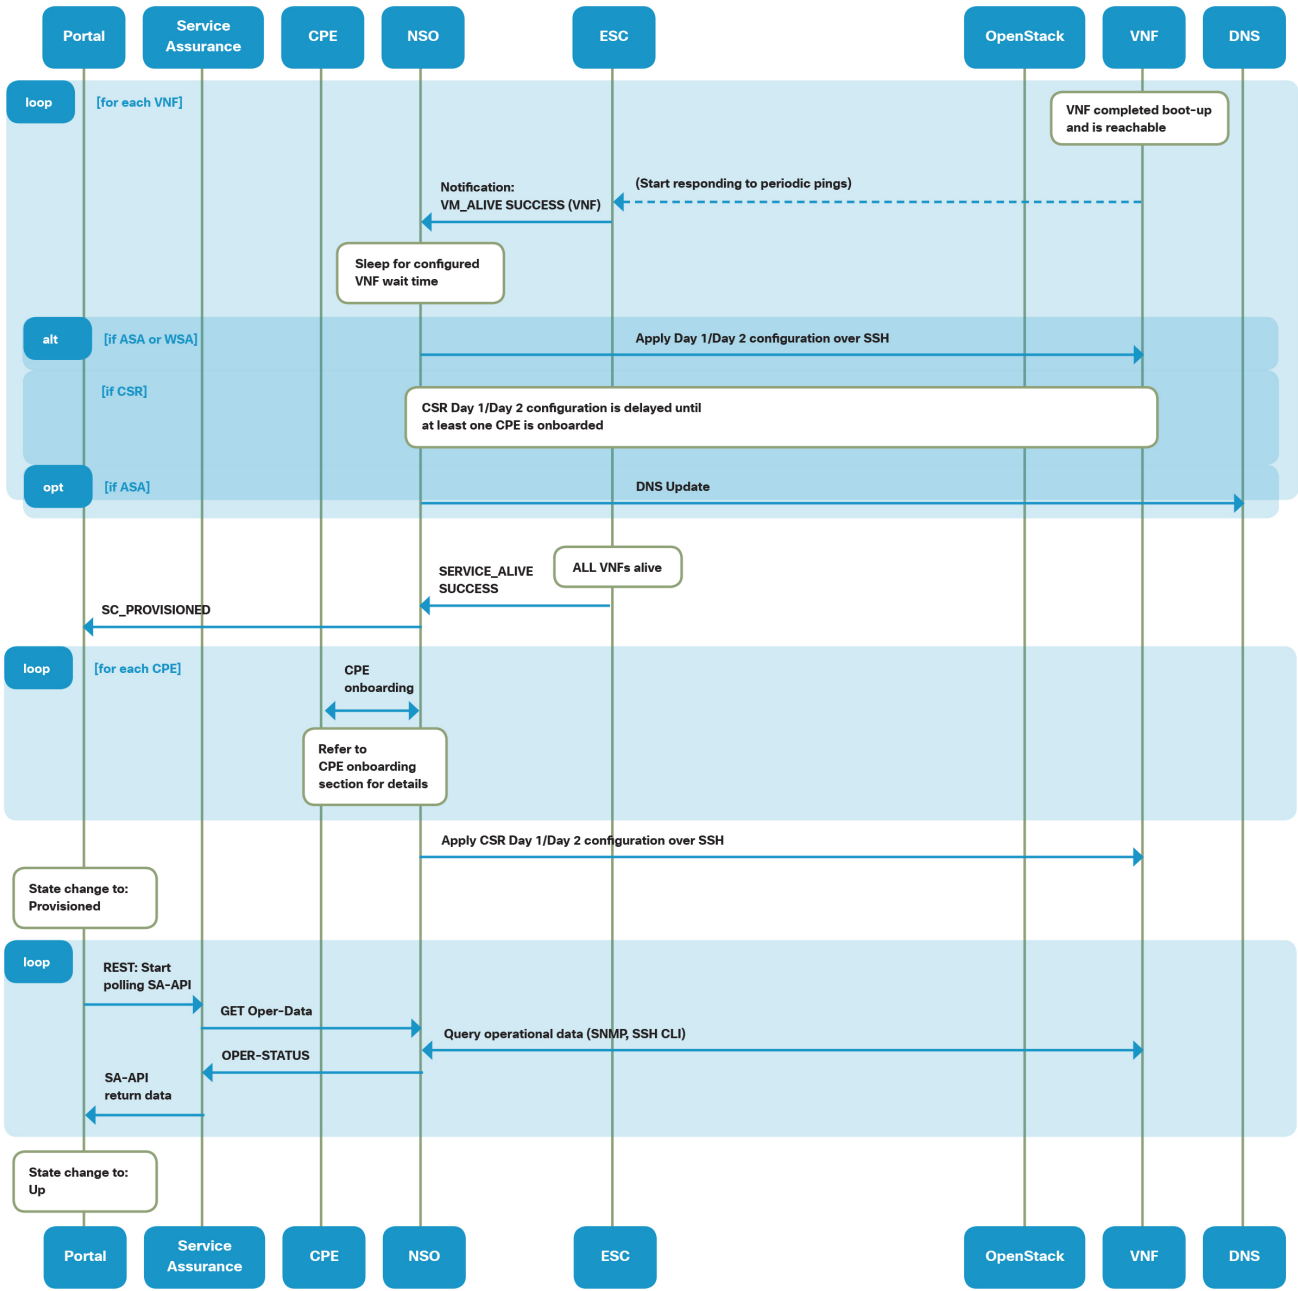 Portal
Service
Assurance
CPE
NSO
ESC
OpenStack
VNF
DNS
loop
[for each VNF]
VNF completed boot-up
and is reachable
(Start responding to periodic pings)
Notification:
VM_ALIVE SUCCESS (VNF)
Sleep for configured
VNF wait time
alt
[if ASA or WSA]
Apply Day 1/Day 2 configuration over SSH
[if CSR]
CSR Day 1/Day 2 configuration is delayed until
at least one CPE is onboarded
opt
[if ASA]
DNS Update
ALL VNFs alive
SERVICE_ALIVE
SUCCESS
SC_PROVISIONED
loop
[for each CPE]
CPE
onboarding
Refer to
CPE onboarding
section for details
Apply CSR Day 1/Day 2 configuration over SSH
State change to:
Provisioned
loop
REST: Start
polling SA-API
GET Oper-Data
Query operational data (SNMP, SSH CLI)
OPER-STATUS
SA-API
return data
State change to:
Up
Portal
Service
Assurance
CPE
NSO
ESC
OpenStack
VNF
DNS